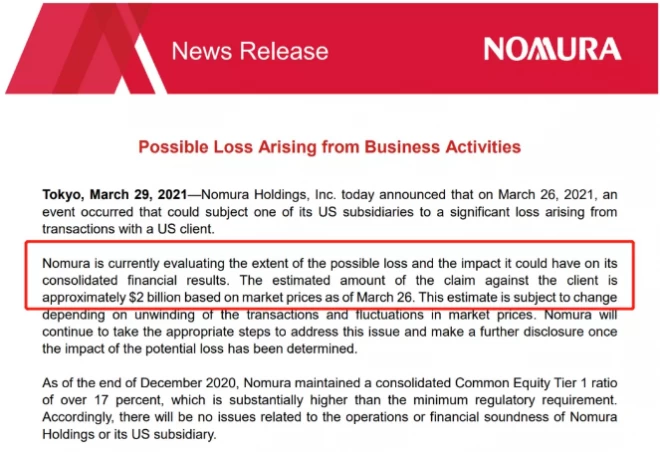 News Release
NOMURA
Possible Loss Arising from Business Activities
Tokyo, March 29, 2021—Nomura Holdings, Inc. today announced that on March 26, 2021, an
event occurred that could subject one of its US subsidiaries to a significant loss arising from
transactions with a US client.
Nomura is currently evaluating the extent of the possible loss and the impact it could have on its
consolidated financial results. The estimated amount of the claim against the client is
approximately $2 billion based on market prices as of March 26. This estimate is subject to change
depending on unwinding of the transactions and fluctuations in market prices. Nomura will
continue to take the appropriate steps to address this issue and make a further disclosure once
the impact of the potential loss has been determined.
As of the end of December 2020, Nomura maintained a consolidated Common Equity Tier 1 ratio
of over 17 percent, which is substantially higher than the minimum regulatory requirement.
Accordingly, there will be no issues related to the operations or financial soundness of Nomura
Holdings or its US subsidiary.